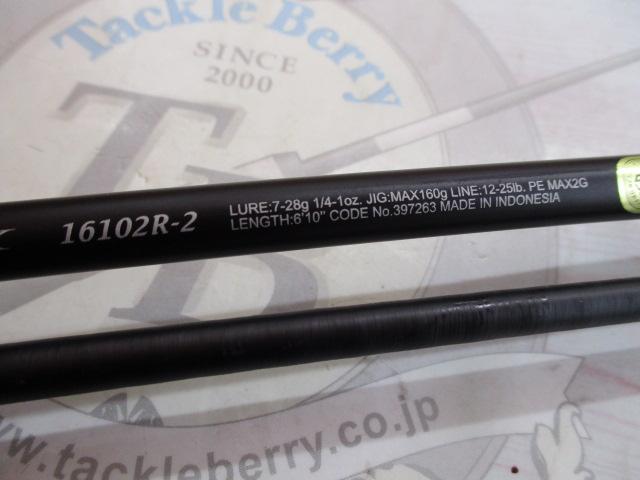 Tackle Berry
SINCE
2000
TB
16102R-2
LURE:7-28g 1/4-1oz. JIG:MAX160g LINE:12-25lb. PE MAX2G
LENGTH:6'10" CODE No.397263 MADE IN INDONESIA
www.tackleberry.co.jp